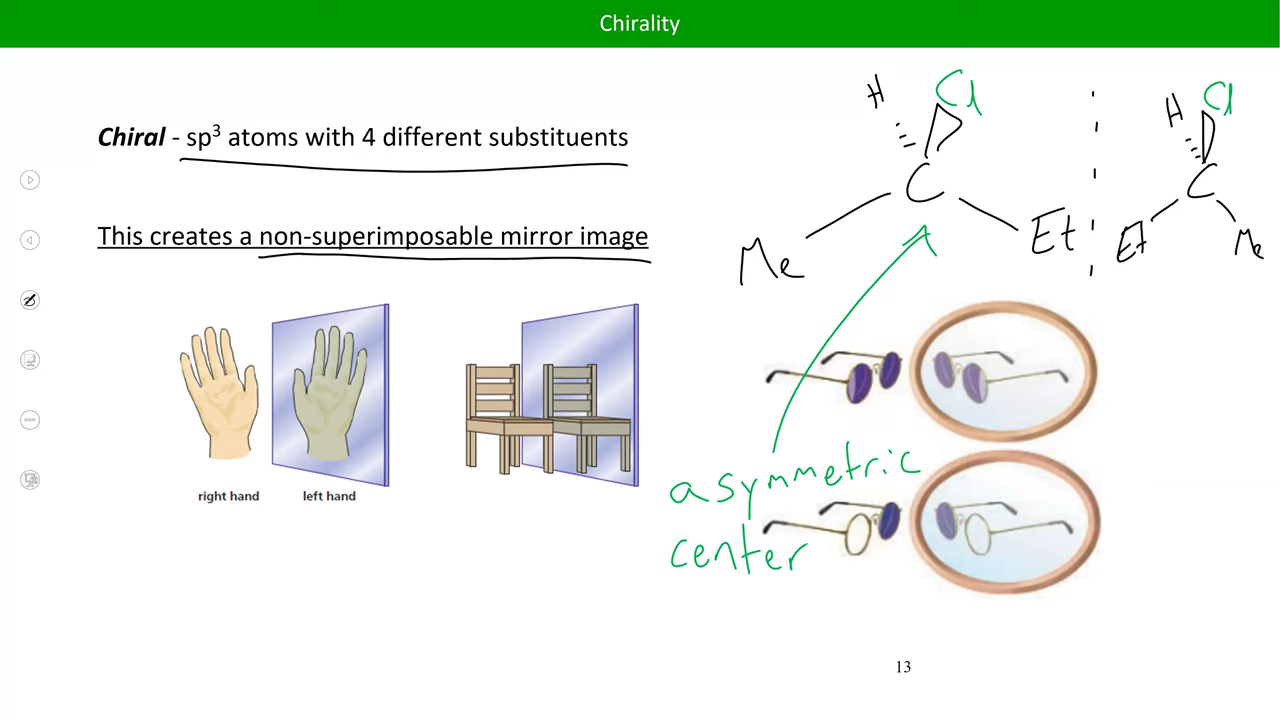 Chirality
Chiral - sp³ atoms with 4 different substituents
This creates a non-superimposable mirror image
right hand
left hand
H Cl
C
Me Et
H Cl
C
Et Me
asymmetric
center
13